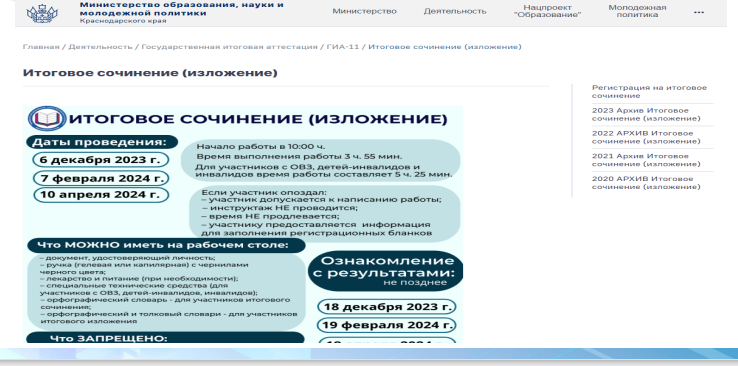 Министерство образования, науки и
молодежной политики
Краснодарского края
Министерство
Деятельность
Нацпроект
"Образование"
Молодежная
политика
Главная / Деятельность / Государственная итоговая аттестация / ГИА-11 / Итоговое сочинение (изложение)
Итоговое сочинение (изложение)
Регистрация на итоговое
сочинение
2023 Архив Итоговое
сочинение (изложение)
2022 АРХИВ Итоговое
сочинение (изложение)
2021 Архив Итоговое
сочинение (изложение)
2020 АРХИВ Итоговое
сочинение (изложение)
ИТОГОВОЕ СОЧИНЕНИЕ (ИЗЛОЖЕНИЕ)
Даты проведения:
6 декабря 2023 г.
7 февраля 2024 г.
10 апреля 2024 г.
Начало работы в 10:00 ч.
Время выполнения работы 3 ч. 55 мин.
Для участников с ОВЗ, детей-инвалидов и
инвалидов время работы составляет 5 ч. 25 мин.
Если участник опоздал:
– участник допускается к написанию работы;
– инструктаж НЕ проводится;
– время НЕ продлевается;
– участнику предоставляется информация
для заполнения регистрационных бланков
Что МОЖНО иметь на рабочем столе:
– документ, удостоверяющий личность;
– ручка (гелевая или капиллярная) с чернилами
черного цвета;
– лекарство и питание (при необходимости);
– специальные технические средства (для
участников с ОВЗ, детей-инвалидов, инвалидов);
– орфографический словарь - для участников итогового
сочинения;
– орфографический и толковый словари - для участников
итогового изложения
Ознакомление
с результатами:
не позднее
18 декабря 2023 г.
19 февраля 2024 г.
Что ЗАПРЕЩЕНО: